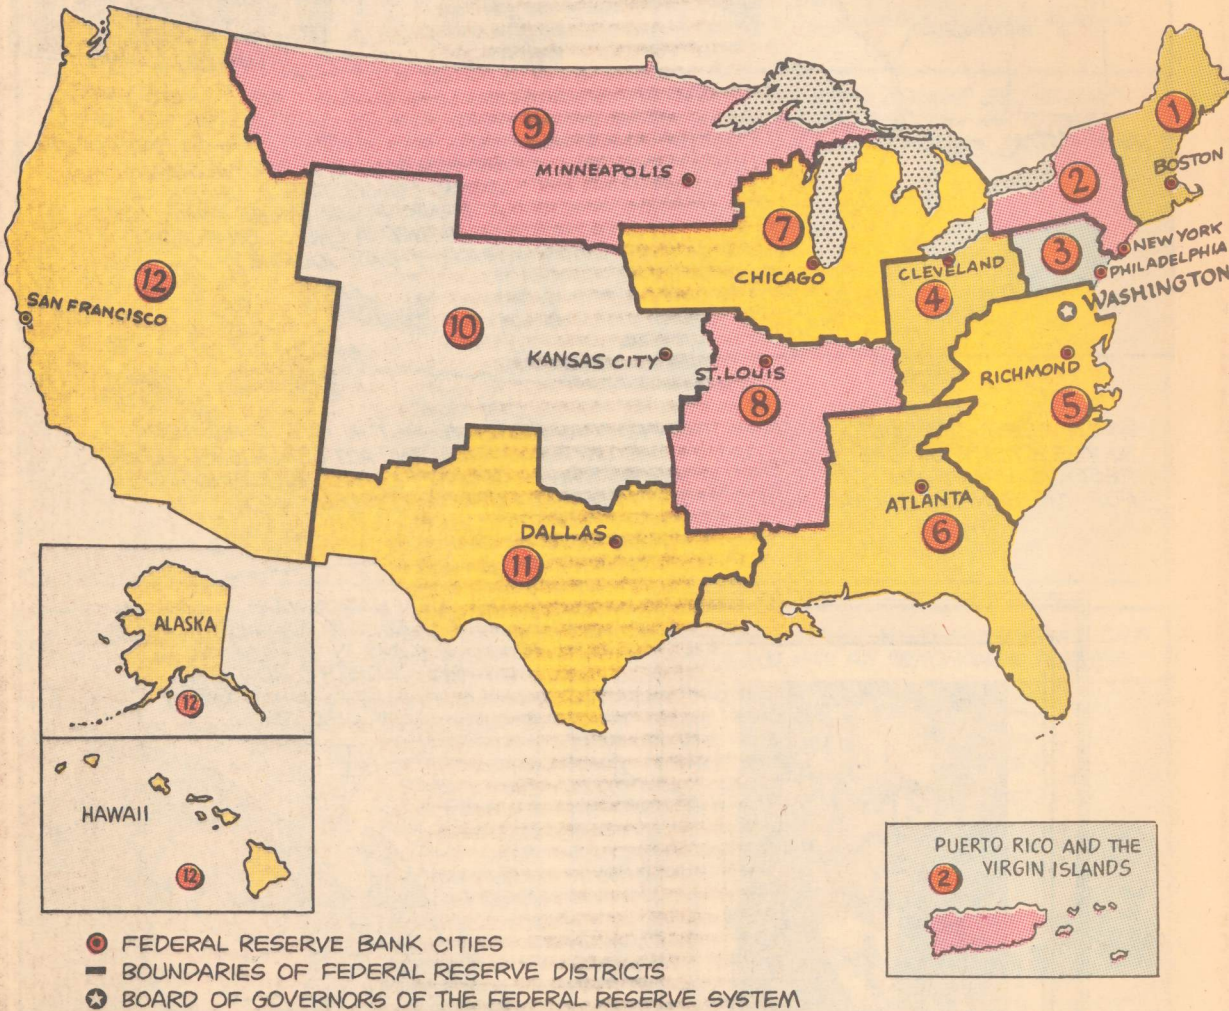 9
MINNEAPOLIS
1
BOSTON
2
7
CHICAGO
3
NEW YORK
PHILADELPHIA
WASHINGTON
CLEVELAND
4
12
SAN FRANCISCO
10
KANSAS CITY
ST. LOUIS
8
RICHMOND
5
ATLANTA
6
DALLAS
11
ALASKA
12
HAWAII
12
PUERTO RICO AND THE
VIRGIN ISLANDS
2
FEDERAL RESERVE BANK CITIES
BOUNDARIES OF FEDERAL RESERVE DISTRICTS
BOARD OF GOVERNORS OF THE FEDERAL RESERVE SYSTEM